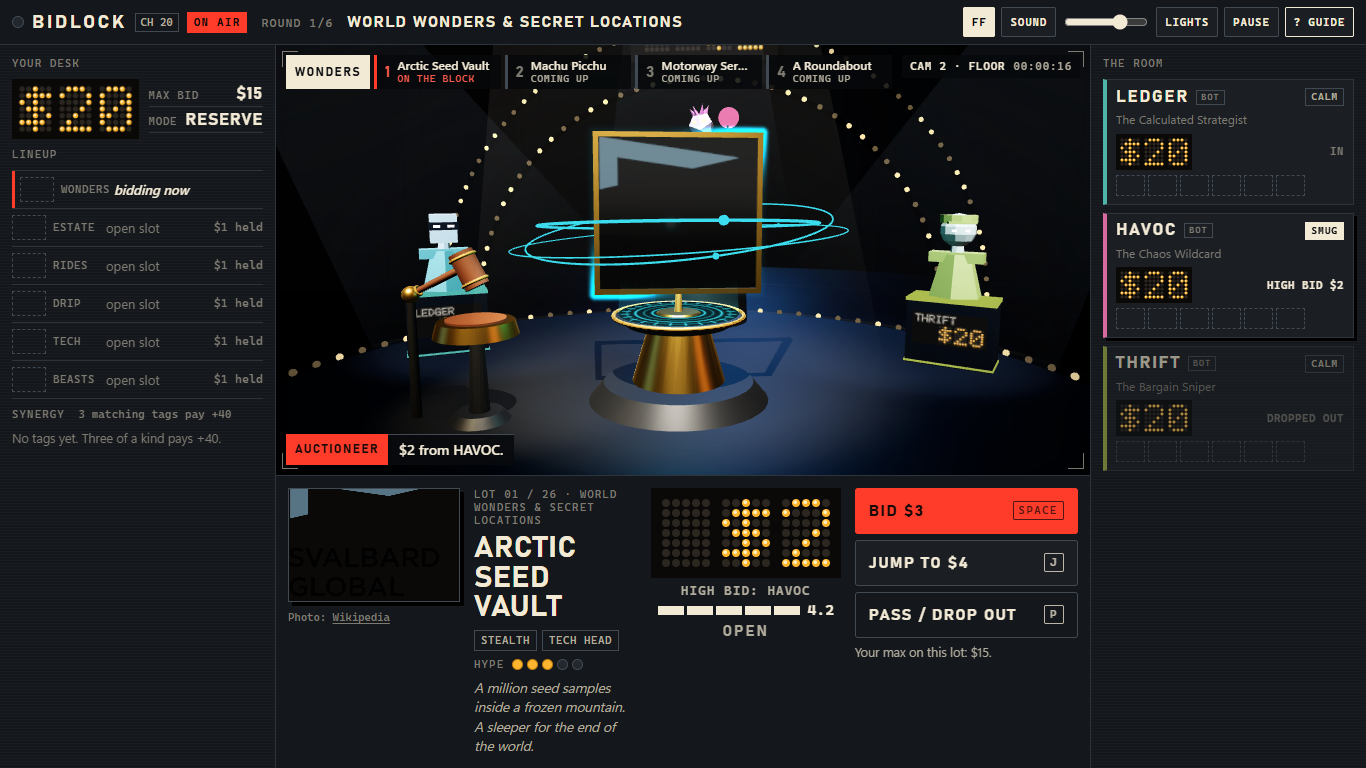 BIDLOCK CH 20 ON AIR ROUND 1/6 WORLD WONDERS & SECRET LOCATIONS FF SOUND LIGHTS PAUSE ? GUIDE
YOUR DESK
$20
MAX BID $15
MODE RESERVE
LINEUP
WONDERS bidding now
ESTATE open slot $1 held
RIDES open slot $1 held
DRIP open slot $1 held
TECH open slot $1 held
BEASTS open slot $1 held
SYNERGY 3 matching tags pay +40
No tags yet. Three of a kind pays +40.
WONDERS
1 Arctic Seed Vault
ON THE BLOCK
2 Machu Picchu
COMING UP
3 Motorway Ser...
COMING UP
4 A Roundabout
COMING UP
CAM 2 · FLOOR 00:00:16
LEDGER
THRIFT
$20
AUCTIONEER $2 from HAVOC.
SVALBARD
GLOBAL
Photo: Wikipedia
LOT 01 / 26 · WORLD
WONDERS & SECRET
LOCATIONS
ARCTIC
SEED
VAULT
STEALTH TECH HEAD
HYPE
A million seed samples
inside a frozen mountain.
A sleeper for the end of
the world.
$2
HIGH BID: HAVOC
4.2
OPEN
BID $3 SPACE
JUMP TO $4 J
PASS / DROP OUT P
Your max on this lot: $15.
THE ROOM
LEDGER BOT CALM
The Calculated Strategist
$20 IN
HAVOC BOT SMUG
The Chaos Wildcard
$20 HIGH BID $2
THRIFT BOT CALM
The Bargain Sniper
$20 DROPPED OUT